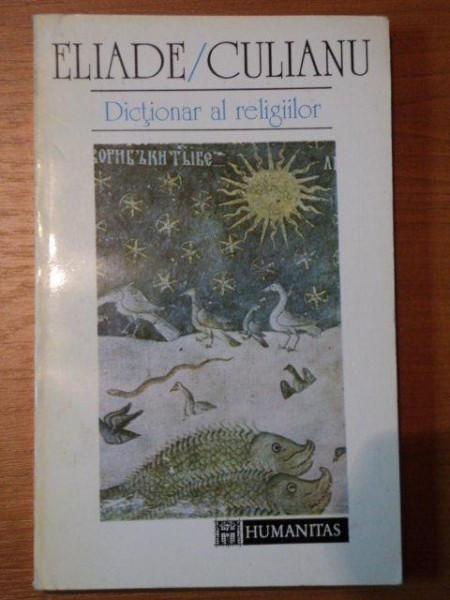 ELIADE/CULIANU
Dicţionar al religiilor
HUMANITAS